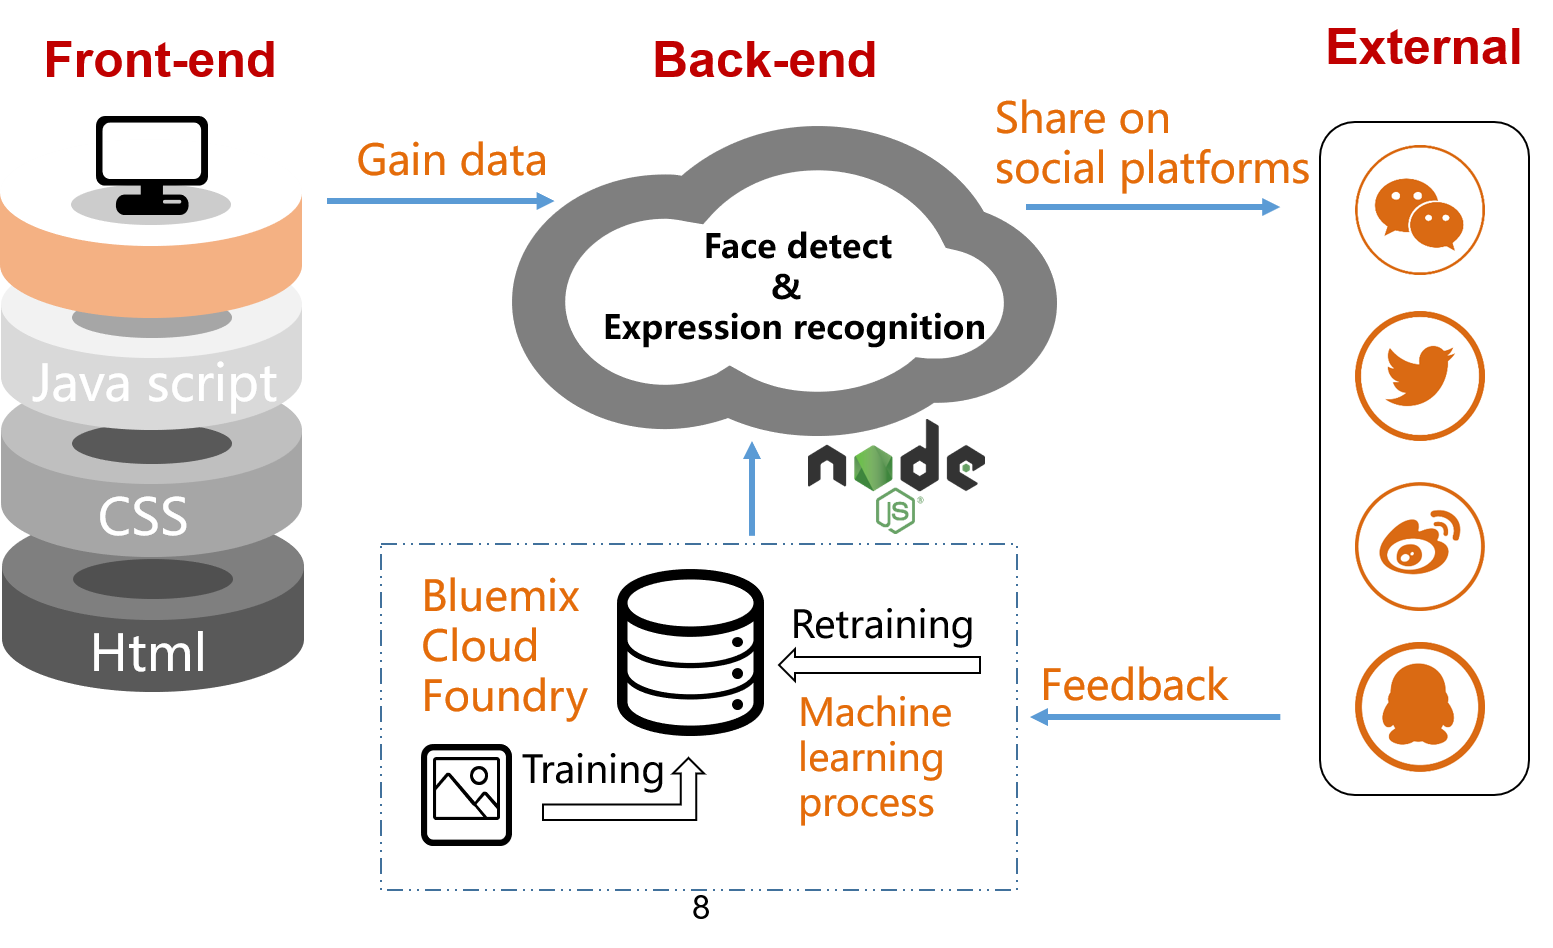 Front-end
Back-end
External
Gain data
Share on
social platforms
Face detect
&
Expression recognition
Java script
CSS
Html
node
JS
®
Bluemix
Cloud
Foundry
Retraining
Machine
learning
process
Training
Feedback
8